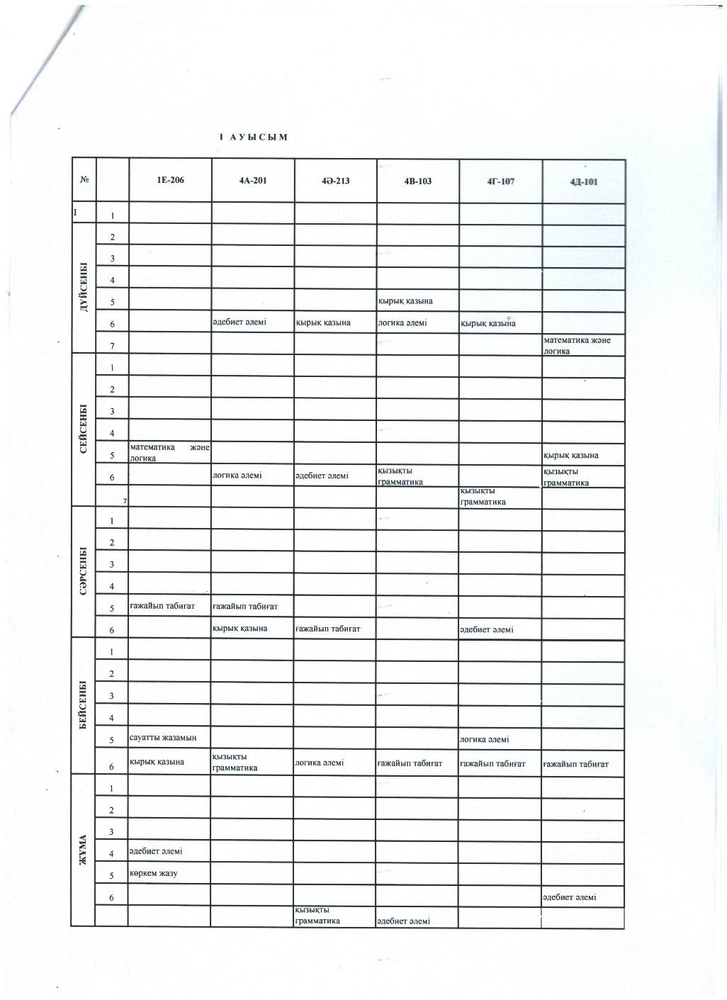 І АУЫСЫМ
№ 1Е-206 4А-201 4Ә-213 4В-103 4Г-107 4Д-101
І 1
ДҮЙСЕНБІ
2
3
4
5 қырық қазына
6 әдебиет әлемі қырық қазына логика әлемі қырық қазына
7 математика және
логика
СЕЙСЕНБІ
1
2
3
4
5 математика және
логика қырық қазына
6 логика әлемі әдебиет әлемі қызықты
грамматика қызықты
грамматика
7 қызықты
грамматика
СӘРСЕНБІ
1
2
3
4
5 ғажайып табиғат ғажайып табиғат
6 қырық қазына ғажайып табиғат әдебиет әлемі
БЕЙСЕНБІ
1
2
3
4
5 сауатты жазамын логика әлемі
6 қырық қазына қызықты
грамматика логика әлемі ғажайып табиғат ғажайып табиғат ғажайып табиғат
ЖҰМА
1
2
3
4 әдебиет әлемі
5 көркем жазу
6 әдебиет әлемі
қызықты
грамматика әдебиет әлемі